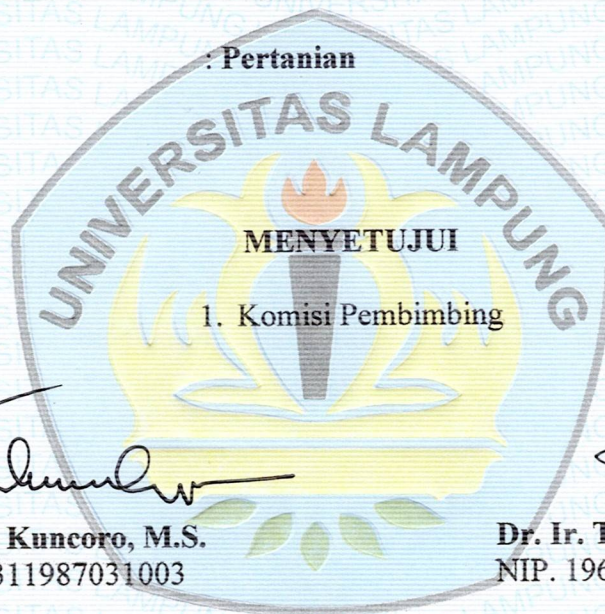 : Pertanian
UNIVERSITAS LAMPUNG
MENYETUJUI
1. Komisi Pembimbing
Kuncoro, M.S.
311987031003
Dr. Ir. T
NIP. 196